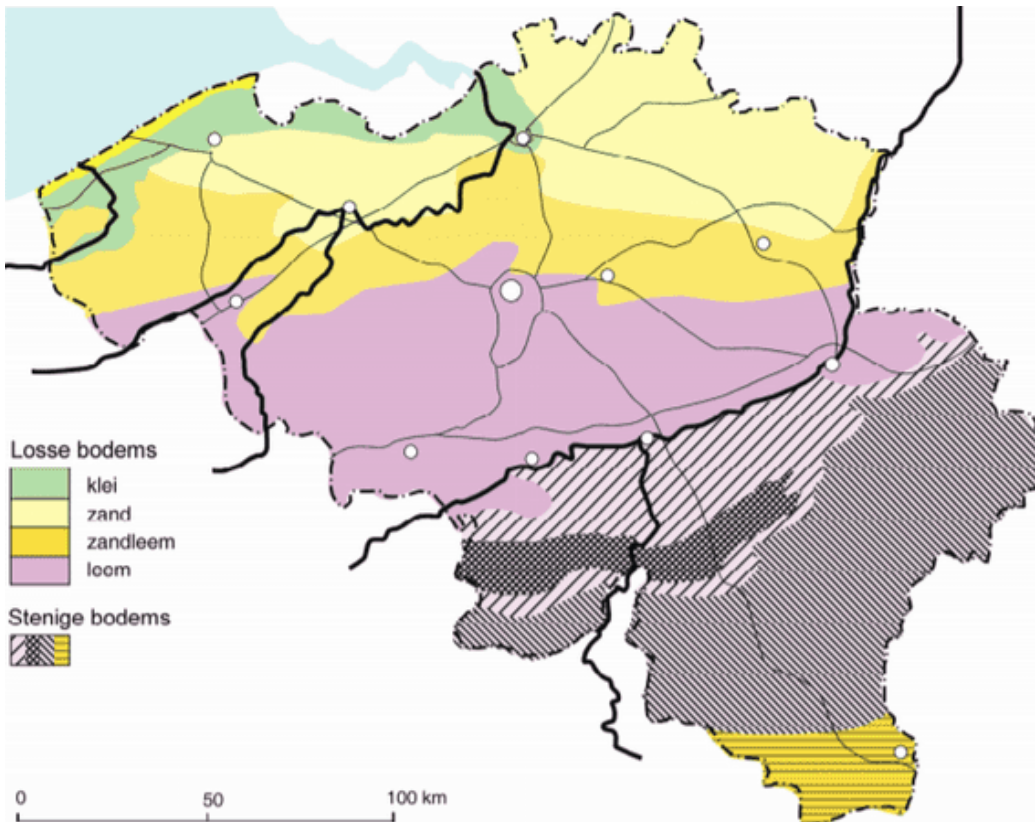 Losse bodems
klei
zand
zandleem
leem
Stenige bodems
0 50 100 km